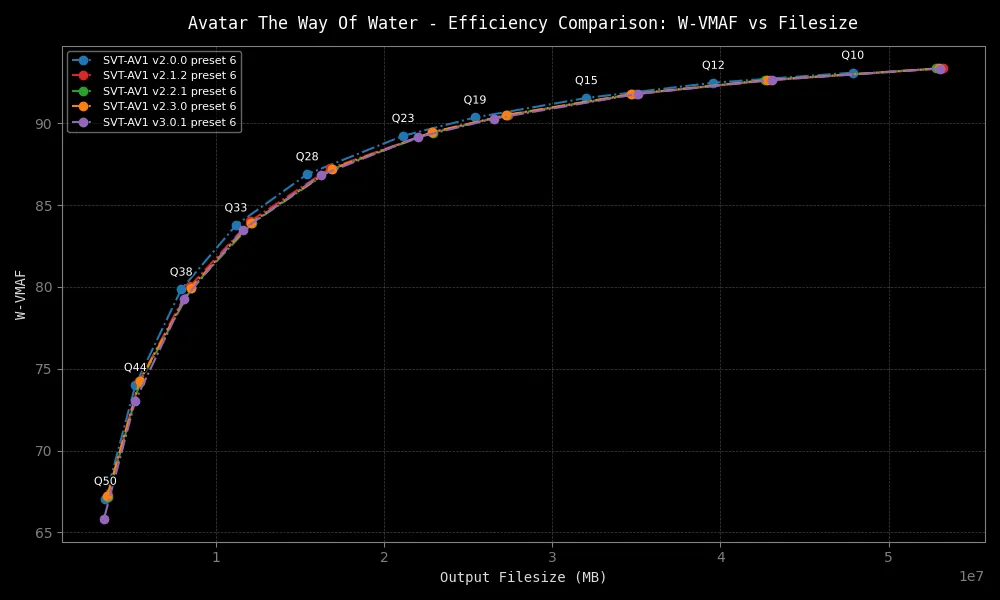 Avatar The Way Of Water - Efficiency Comparison: W-VMAF vs Filesize
SVT-AV1 v2.0.0 preset 6
SVT-AV1 v2.1.2 preset 6
SVT-AV1 v2.2.1 preset 6
SVT-AV1 v2.3.0 preset 6
SVT-AV1 v3.0.1 preset 6
Q10
Q12
Q15
Q19
Q23
Q28
Q33
Q38
Q44
Q50
90
85
80
75
70
65
W-VMAF
1 2 3 4 5
1e7
Output Filesize (MB)